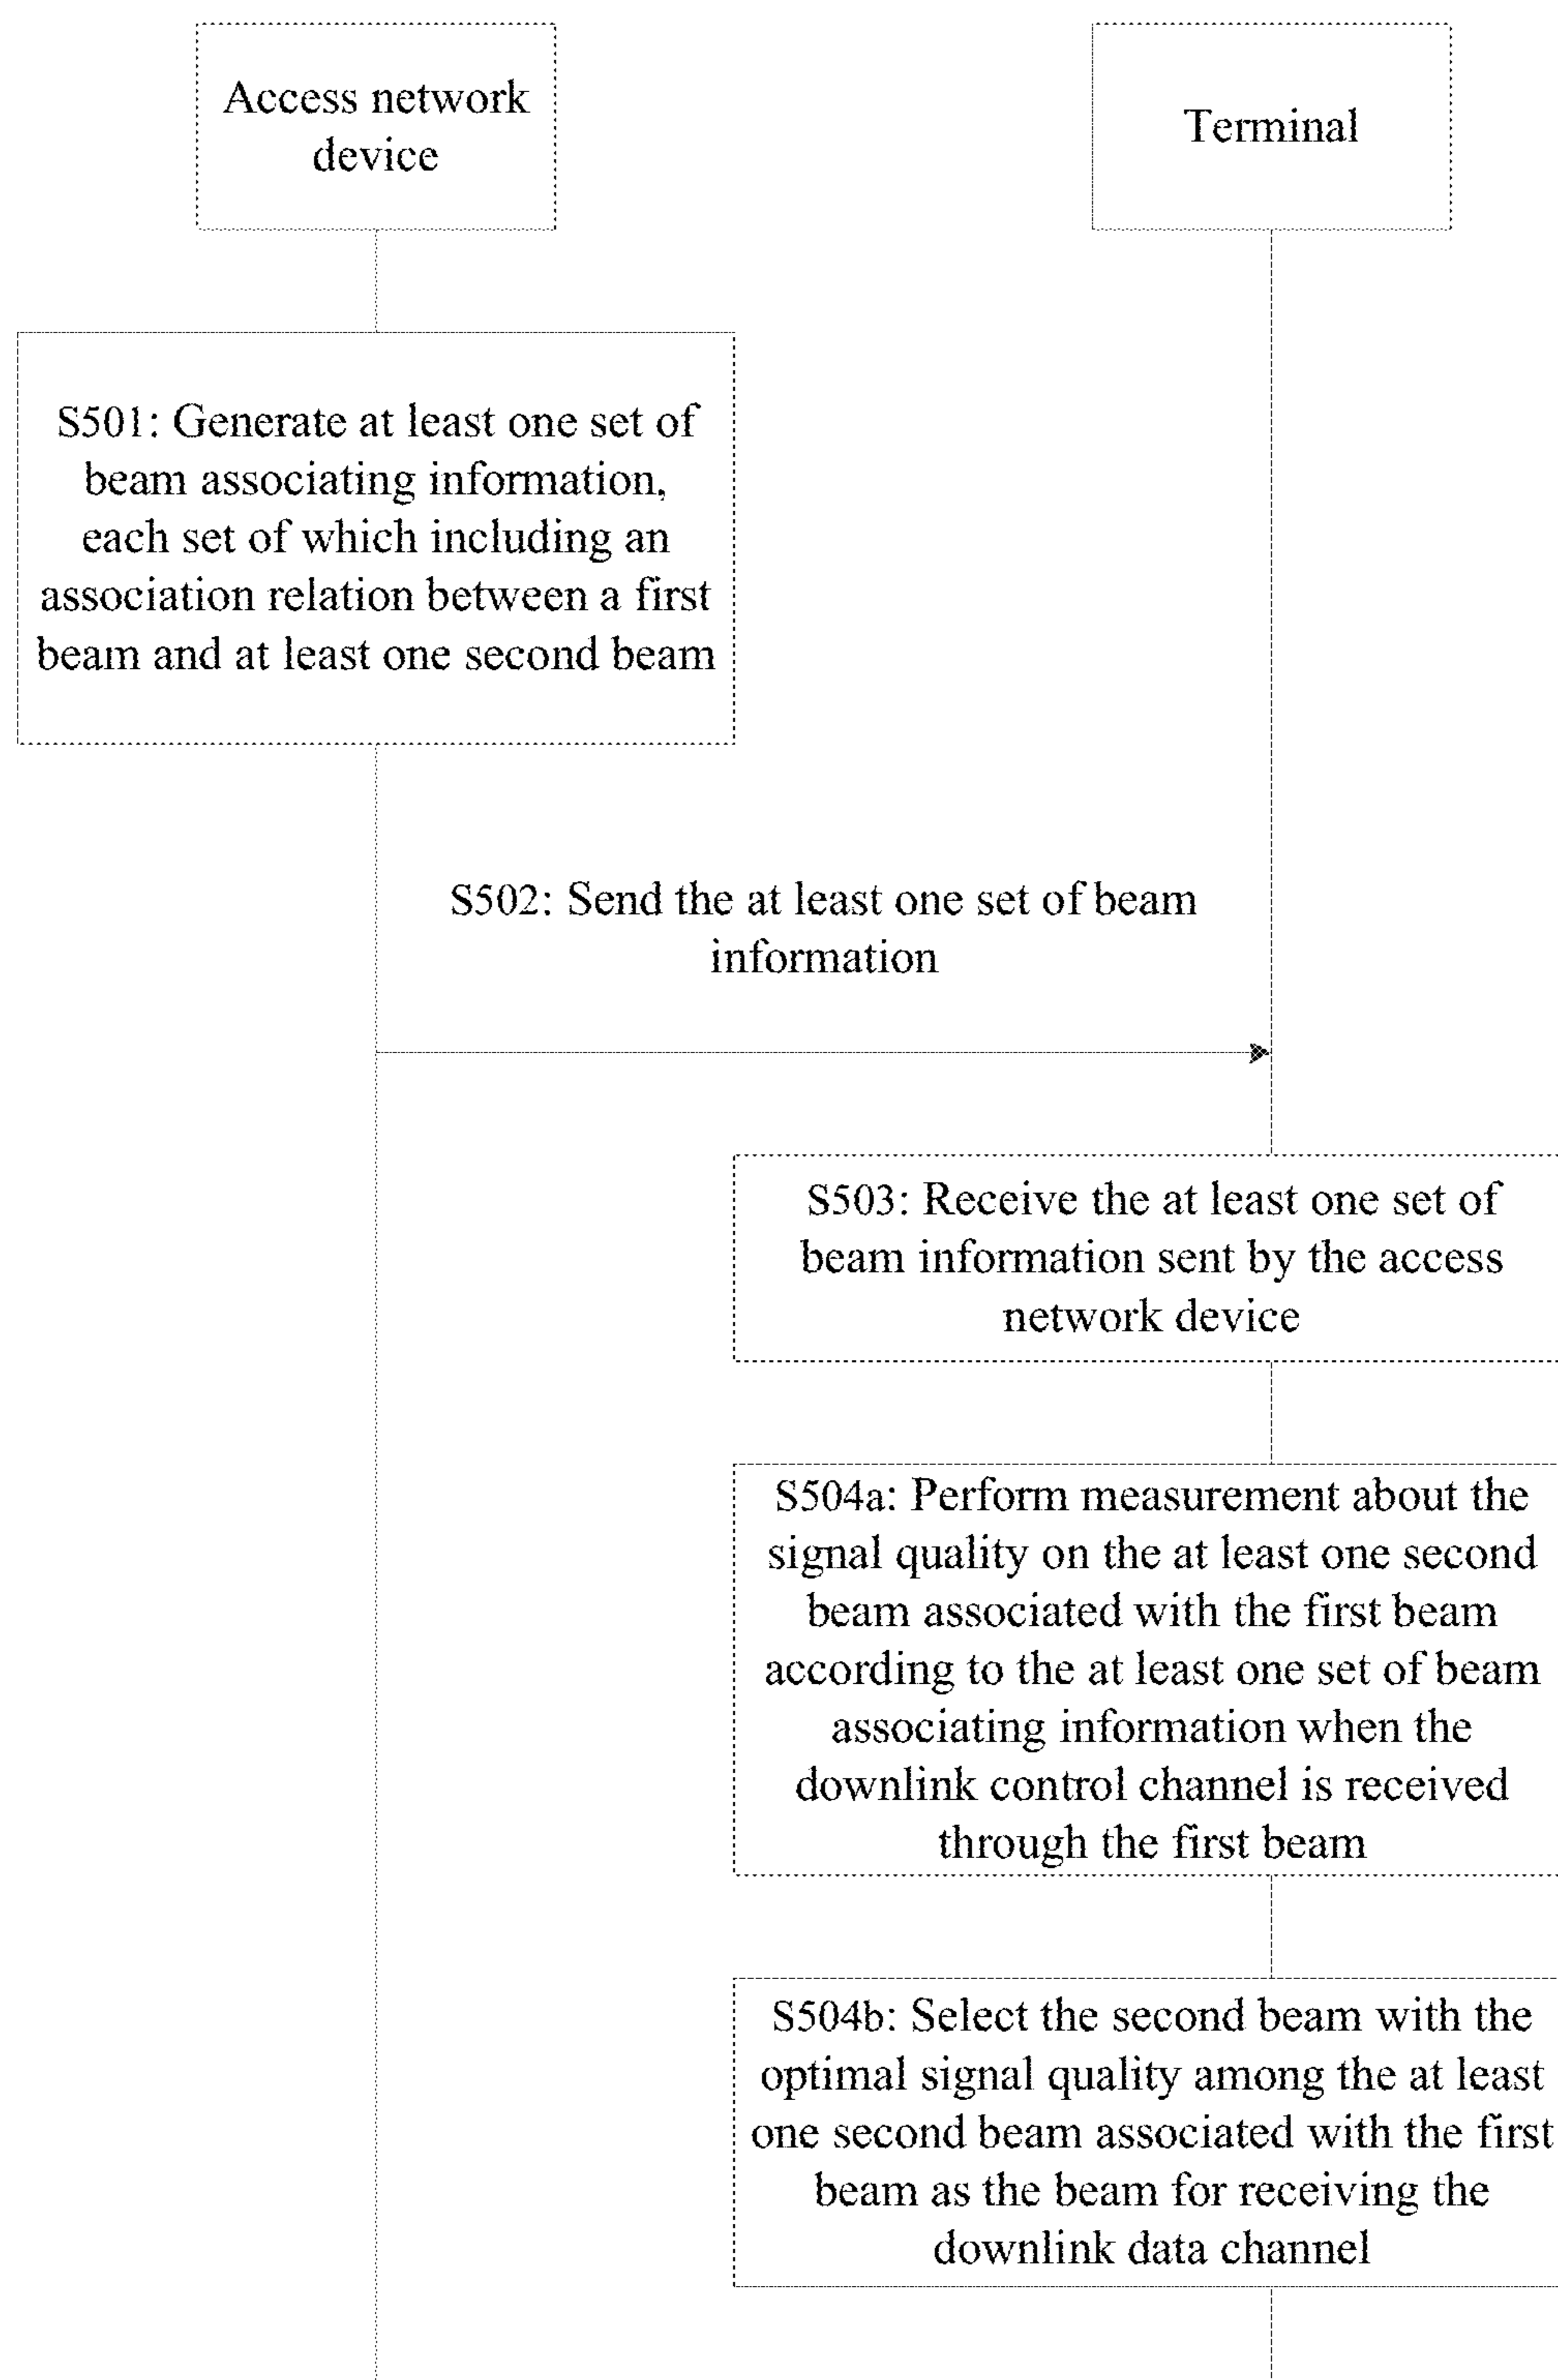 Access network
device
Terminal
S501: Generate at least one set of
beam associating information,
each set of which including an
association relation between a first
beam and at least one second beam
S502: Send the at least one set of beam
information
S503: Receive the at least one set of
beam information sent by the access
network device
S504a: Perform measurement about the
signal quality on the at least one second
beam associated with the first beam
according to the at least one set of beam
associating information when the
downlink control channel is received
through the first beam
S504b: Select the second beam with the
optimal signal quality among the at least
one second beam associated with the first
beam as the beam for receiving the
downlink data channel